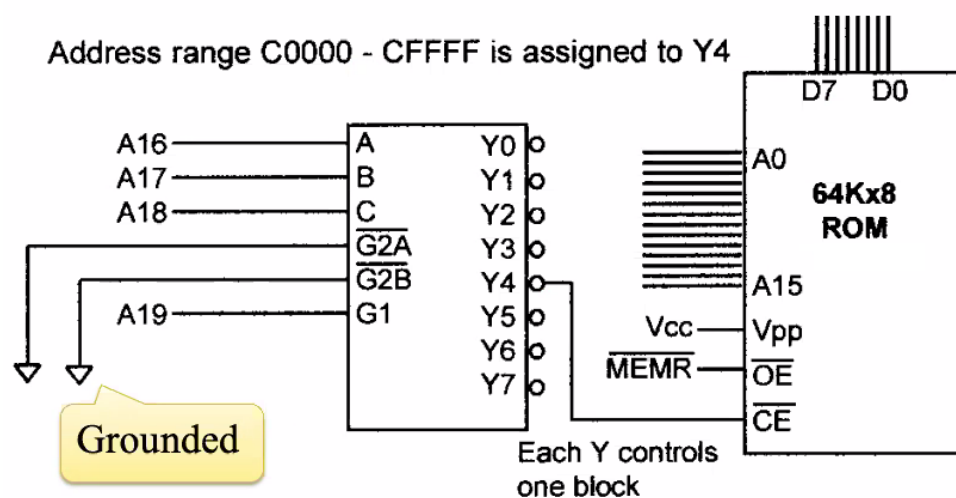 Address range C0000 - CFFFF is assigned to Y4
D7 D0
A16
A17
A18
A19
A
B
C
G2A
G2B
G1
Y0
Y1
Y2
Y3
Y4
Y5
Y6
Y7
Grounded
Each Y controls
one block
A0
64Kx8
ROM
A15
Vcc
Vpp
MEMR
OE
CE